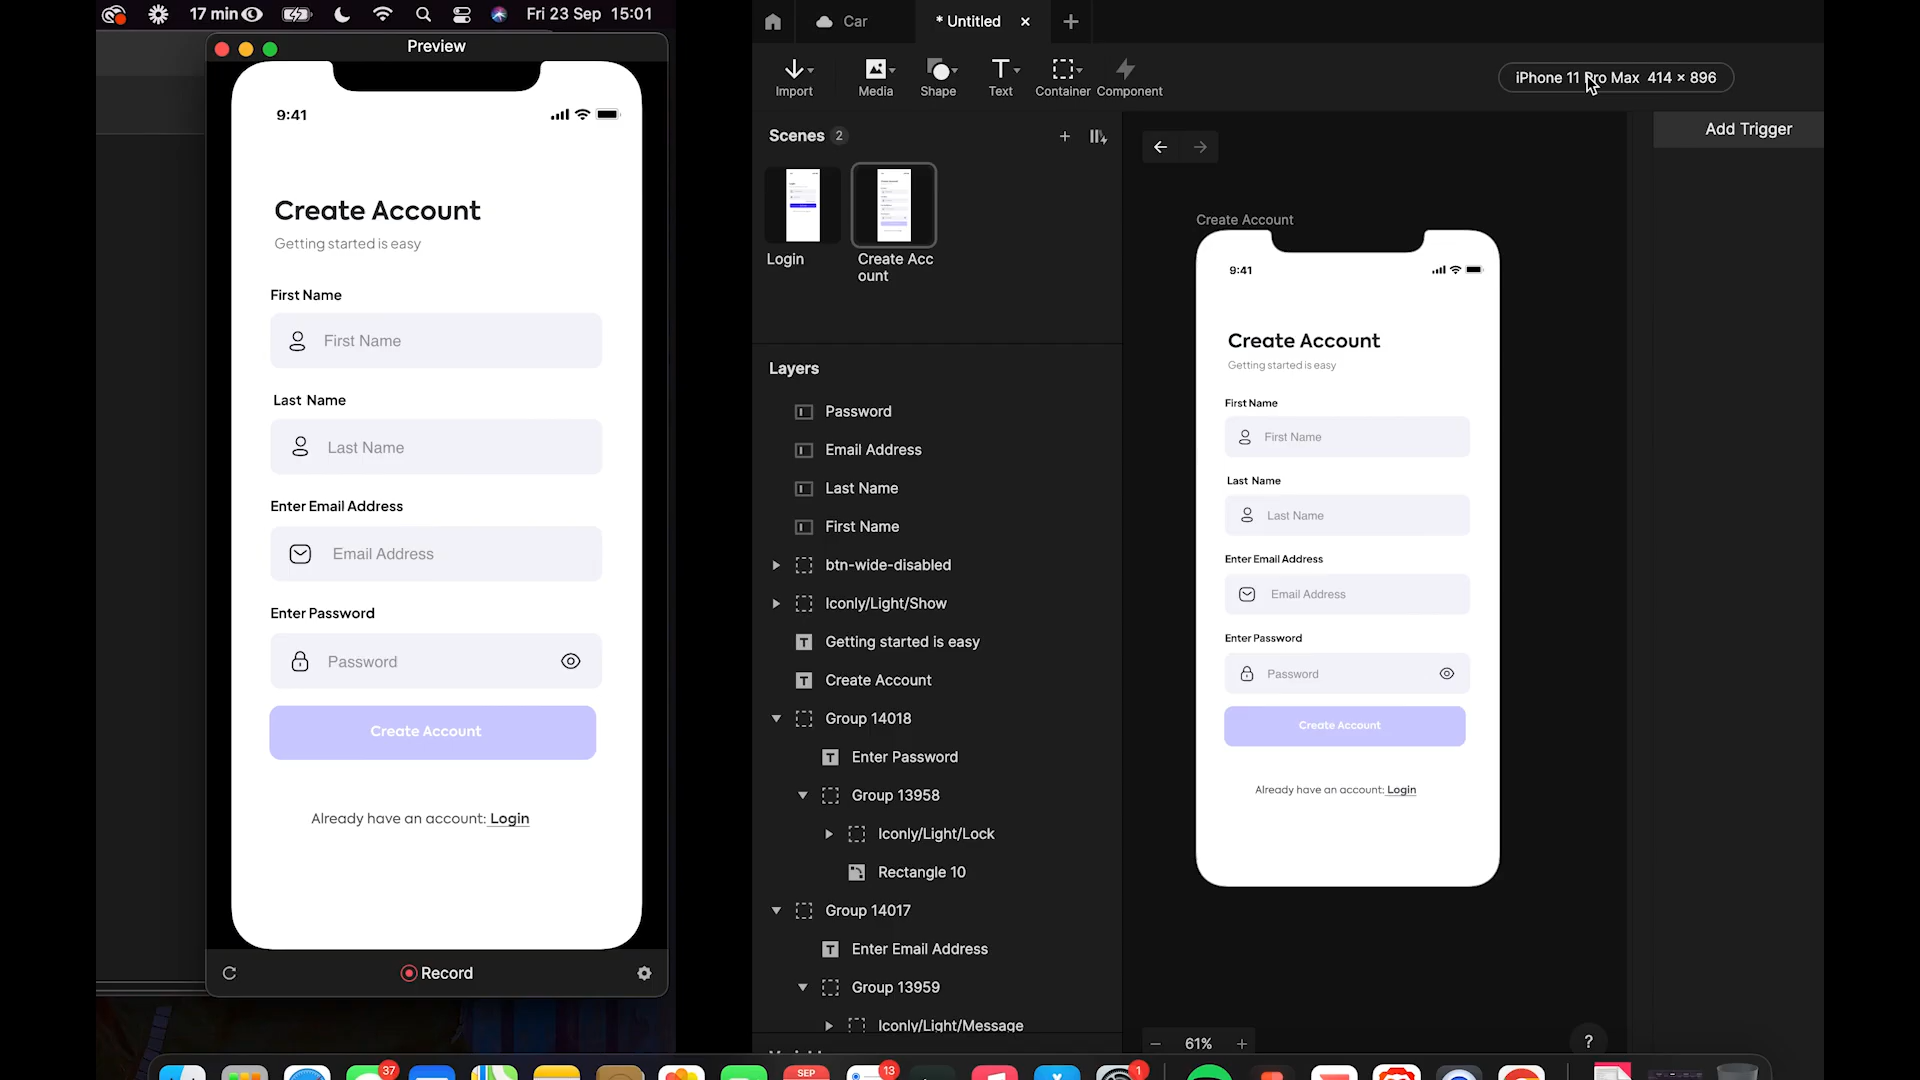 17 min
Fri 23 Sep 15:01
Preview
9:41
Create Account
Getting started is easy
First Name
First Name
Last Name
Last Name
Enter Email Address
Email Address
Enter Password
Password
Create Account
Already have an account: Login
Record
Car
* Untitled
Import
Media
Shape
Text
Container
Component
iPhone 11 Pro Max 414 × 896
Scenes 2
Login
Create Acc
ount
Layers
Password
Email Address
Last Name
First Name
btn-wide-disabled
Iconly/Light/Show
Getting started is easy
Create Account
Group 14018
Enter Password
Group 13958
Iconly/Light/Lock
Rectangle 10
Group 14017
Enter Email Address
Group 13959
Iconly/Light/Message
Add Trigger
Create Account
9:41
Create Account
Getting started is easy
First Name
First Name
Last Name
Last Name
Enter Email Address
Email Address
Enter Password
Password
Create Account
Already have an account: Login
61%
?
37
SEP
13
1